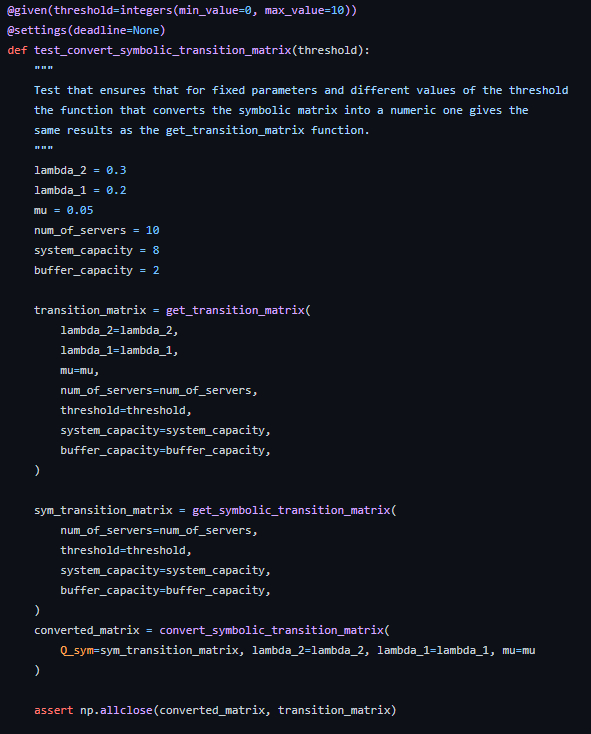 @given(threshold=integers(min_value=0, max_value=10))
@settings(deadline=None)
def test_convert_symbolic_transition_matrix(threshold):
    """
    Test that ensures that for fixed parameters and different values of the threshold
    the function that converts the symbolic matrix into a numeric one gives the
    same results as the get_transition_matrix function.
    """
    lambda_2 = 0.3
    lambda_1 = 0.2
    mu = 0.05
    num_of_servers = 10
    system_capacity = 8
    buffer_capacity = 2

    transition_matrix = get_transition_matrix(
        lambda_2=lambda_2,
        lambda_1=lambda_1,
        mu=mu,
        num_of_servers=num_of_servers,
        threshold=threshold,
        system_capacity=system_capacity,
        buffer_capacity=buffer_capacity,
    )

    sym_transition_matrix = get_symbolic_transition_matrix(
        num_of_servers=num_of_servers,
        threshold=threshold,
        system_capacity=system_capacity,
        buffer_capacity=buffer_capacity,
    )
    converted_matrix = convert_symbolic_transition_matrix(
        Q_sym=sym_transition_matrix, lambda_2=lambda_2, lambda_1=lambda_1, mu=mu
    )

    assert np.allclose(converted_matrix, transition_matrix)